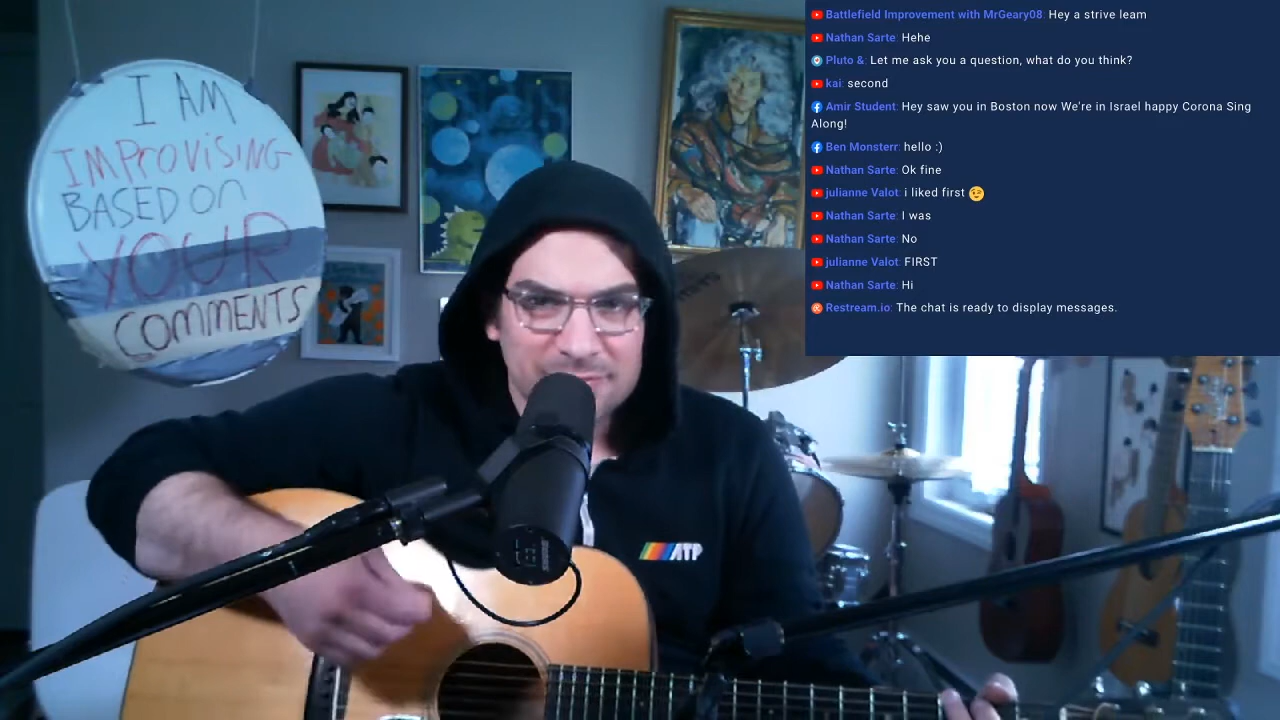 I AM
IMPROVISING
BASED ON
YOUR
COMMENTS
Battlefield Improvement with MrGeary08: Hey a strive leam
Nathan Sarte: Hehe
Pluto &: Let me ask you a question, what do you think?
kai: second
Amir Student: Hey saw you in Boston now We're in Israel happy Corona Sing
Along!
Ben Monsterr: hello :)
Nathan Sarte: Ok fine
julianne Valot: i liked first 😉
Nathan Sarte: I was
Nathan Sarte: No
julianne Valot: FIRST
Nathan Sarte: Hi
Restream.io: The chat is ready to display messages.
ATP